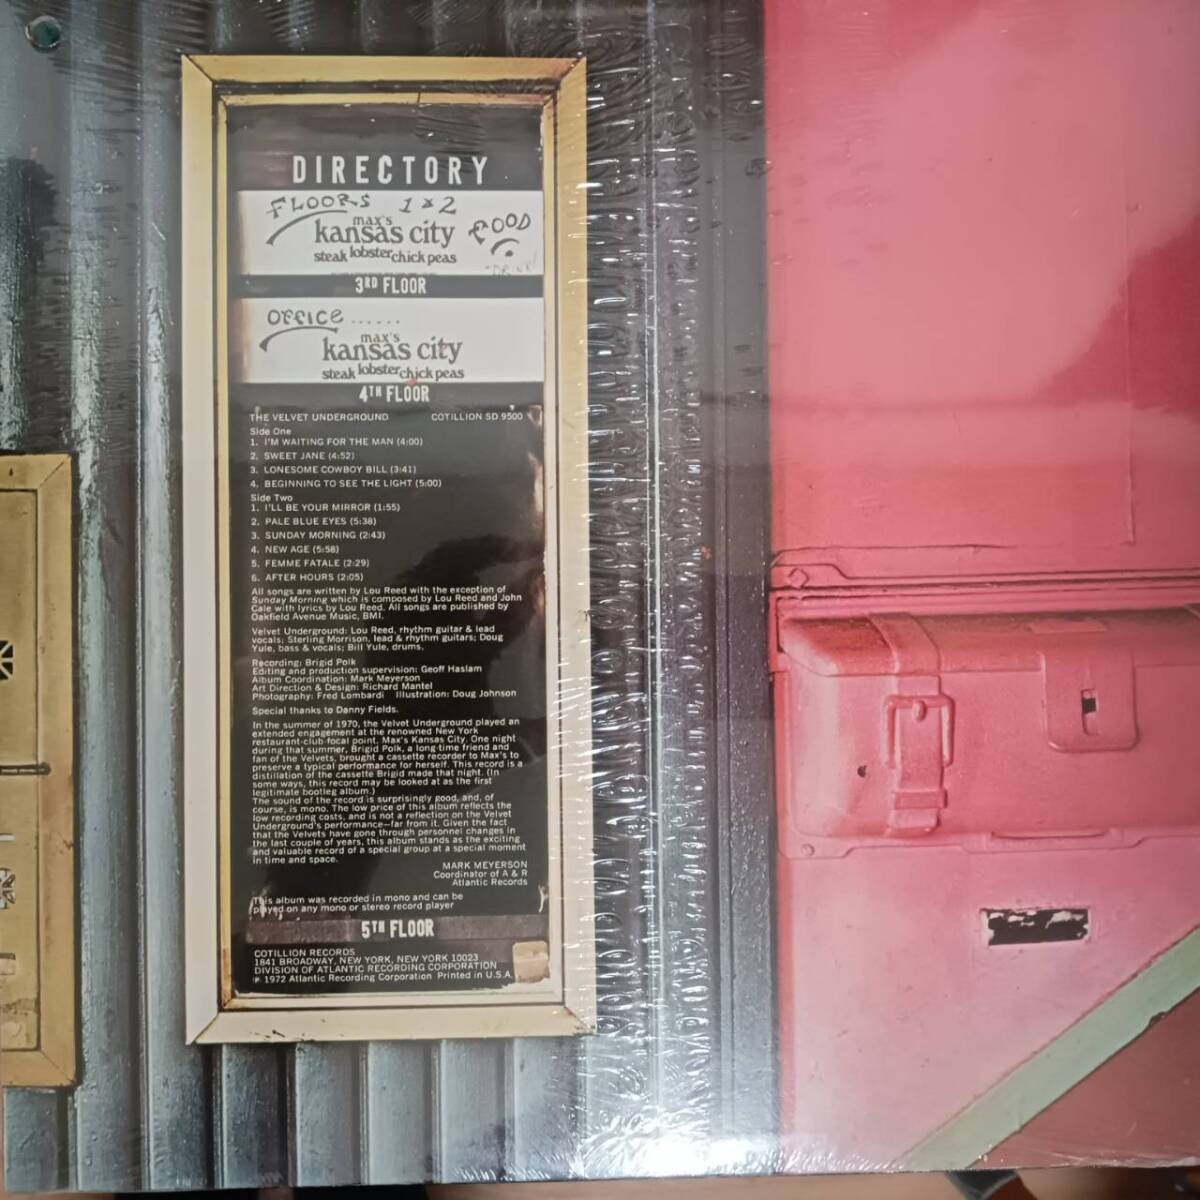 DIRECTORY
FLOORS 1 & 2
max's
kansas city
FOOD
steak lobster chick peas
"DRINK"
3RD FLOOR
OFFICE......
max's
kansas city
steak lobster chick peas
4TH FLOOR
THE VELVET UNDERGROUND COTILLION SD 9500
Side One
1. I'M WAITING FOR THE MAN (4:00)
2. SWEET JANE (4:52)
3. LONESOME COWBOY BILL (3:41)
4. BEGINNING TO SEE THE LIGHT (5:00)
Side Two
1. I'LL BE YOUR MIRROR (1:55)
2. PALE BLUE EYES (5:38)
3. SUNDAY MORNING (2:43)
4. NEW AGE (5:58)
5. FEMME FATALE (2:29)
6. AFTER HOURS (2:05)
All songs are written by Lou Reed with the exception of
Sunday Morning which is composed by Lou Reed and John
Cale with lyrics by Lou Reed. All songs are published by
Oakfield Avenue Music, BMI.
Velvet Underground: Lou Reed, rhythm guitar & lead
vocals; Sterling Morrison, lead & rhythm guitars; Doug
Yule, bass & vocals; Bill Yule, drums.
Recording: Brigid Polk
Editing and production supervision: Geoff Haslam
Album Coordination: Mark Meyerson
Art Direction & Design: Richard Mantel
Photography: Fred Lombardi Illustration: Doug Johnson
Special thanks to Danny Fields.
In the summer of 1970, the Velvet Underground played an
extended engagement at the renowned New York
restaurant-club-focal point, Max's Kansas City. One night
during that summer, Brigid Polk, a long-time friend and
fan of the Velvets, brought a cassette recorder to Max's to
preserve a typical performance for herself. This record is a
distillation of the cassette Brigid made that night. (In
some ways, this record may be looked at as the first
legitimate bootleg album.)
The sound of the record is surprisingly good, and, of
course, is mono. The low price of this album reflects the
low recording costs, and is not a reflection on the Velvet
Underground's performance—far from it. Given the fact
that the Velvets have gone through personnel changes in
the last couple of years, this album stands as the exciting
and valuable record of a special group at a special moment
in time and space.
MARK MEYERSON
Coordinator of A & R
Atlantic Records
This album was recorded in mono and can be
played on any mono or stereo record player
5TH FLOOR
COTILLION RECORDS
1841 BROADWAY, NEW YORK, NEW YORK 10023
DIVISION OF ATLANTIC RECORDING CORPORATION
℗ 1972 Atlantic Recording Corporation Printed in U.S.A.